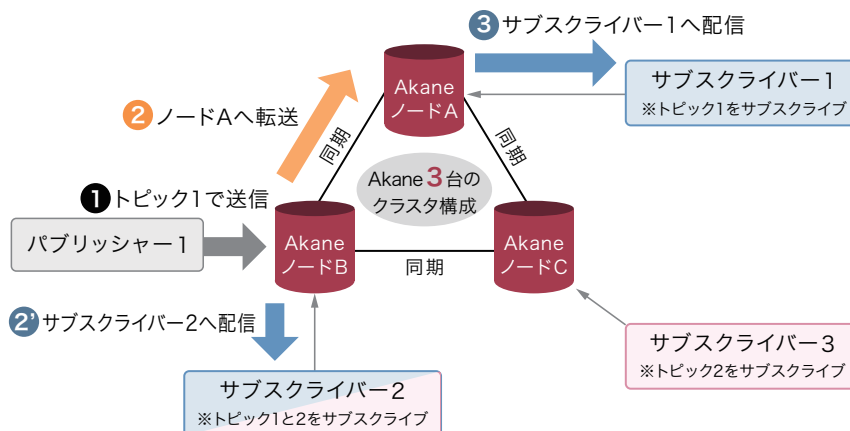 ❸サブスクライバー1へ配信
Akane
ノードA
サブスクライバー1
※トピック1をサブスクライブ
❷ノードAへ転送
同期
同期
Akane 3台の
クラスタ構成
❶トピック1で送信
パブリッシャー1
Akane
ノードB
同期
Akane
ノードC
2’サブスクライバー2へ配信
サブスクライバー3
※トピック2をサブスクライブ
サブスクライバー2
※トピック1と2をサブスクライブ